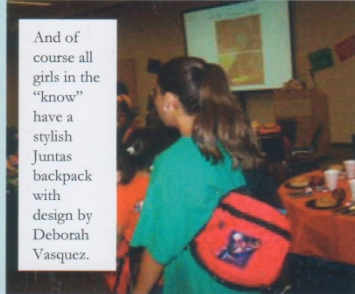 And of
course all
girls in the
“know”
have a
stylish
Juntas
backpack
with
design by
Deborah
Vasquez.